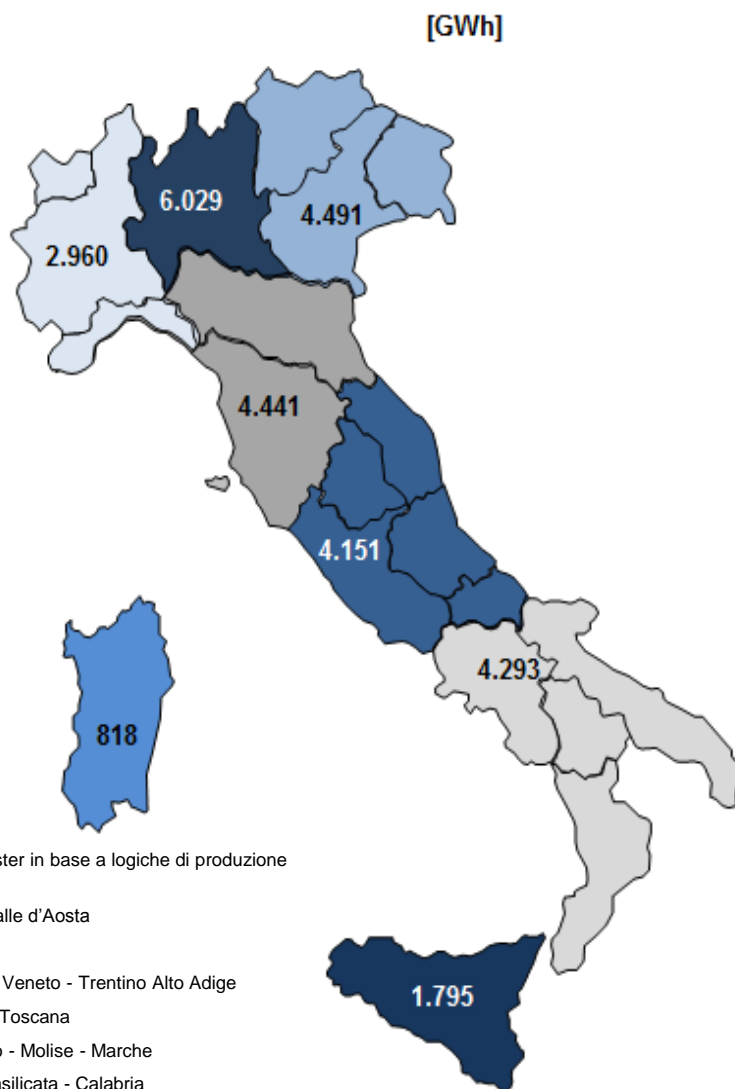 [GWh]
6.029
4.491
2.960
4.441
4.151
4.293
818
ster in base a logiche di produzione
alle d'Aosta
Veneto - Trentino Alto Adige
1.795
Toscana
o - Molise - Marche
asilicata - Calabria